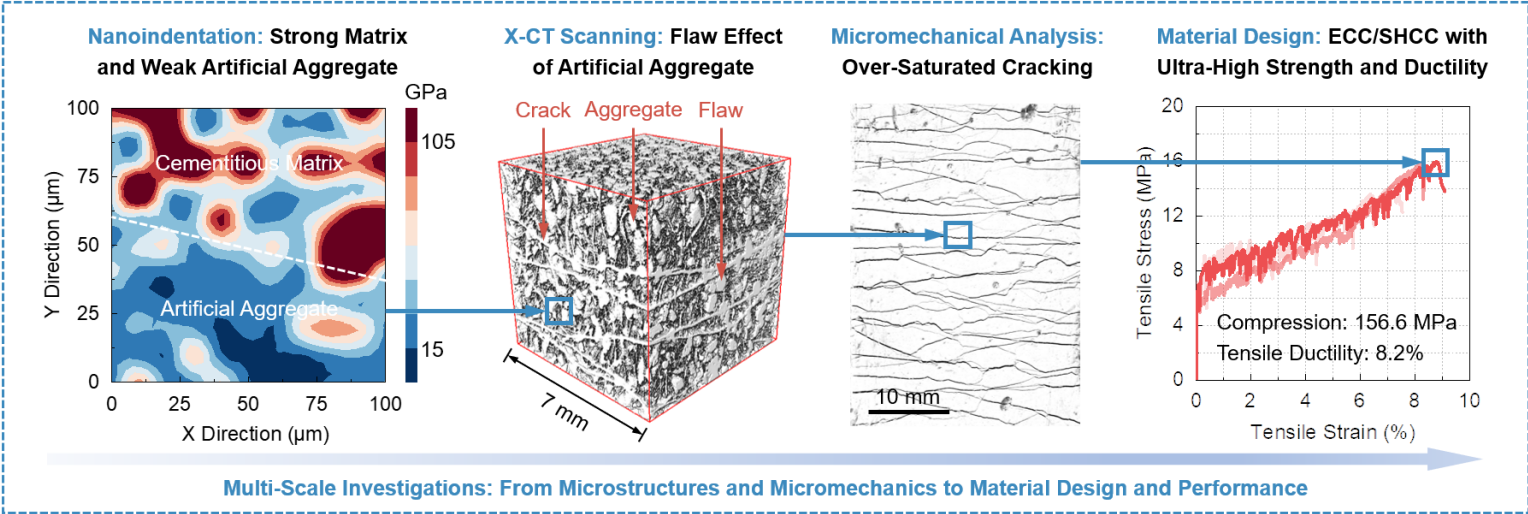 Nanoindentation: Strong Matrix
and Weak Artificial Aggregate
GPa
100
75
50
25
0
Y Direction (µm)
Cementitious Matrix
Artificial Aggregate
105
15
0 25 50 75 100
X Direction (µm)
X-CT Scanning: Flaw Effect
of Artificial Aggregate
Crack Aggregate Flaw
7 mm
Micromechanical Analysis:
Over-Saturated Cracking
10 mm
Material Design: ECC/SHCC with
Ultra-High Strength and Ductility
20
16
12
8
4
0
Tensile Stress (MPa)
Compression: 156.6 MPa
Tensile Ductility: 8.2%
0 2 4 6 8 10
Tensile Strain (%)
Multi-Scale Investigations: From Microstructures and Micromechanics to Material Design and Performance